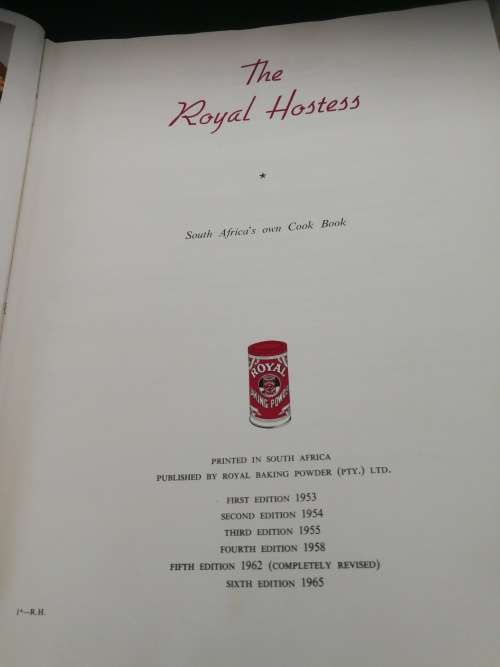 The
Royal Hostess
*
South Africa's own Cook Book
ROYAL
BAKING POWDER
PRINTED IN SOUTH AFRICA
PUBLISHED BY ROYAL BAKING POWDER (PTY.) LTD.
FIRST EDITION 1953
SECOND EDITION 1954
THIRD EDITION 1955
FOURTH EDITION 1958
FIFTH EDITION 1962 (COMPLETELY REVISED)
SIXTH EDITION 1965
1*—R.H.